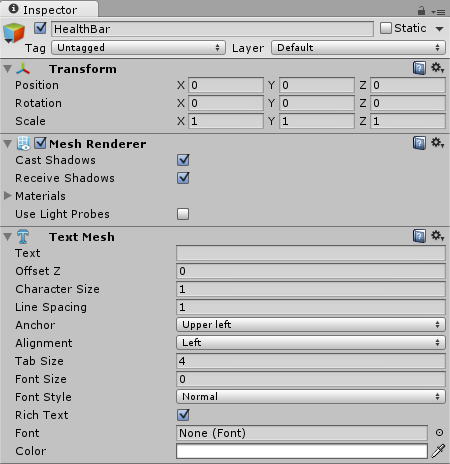 Inspector
HealthBar Static
Tag Untagged Layer Default
Transform
Position X 0 Y 0 Z 0
Rotation X 0 Y 0 Z 0
Scale X 1 Y 1 Z 1
Mesh Renderer
Cast Shadows
Receive Shadows
Materials
Use Light Probes
Text Mesh
Text
Offset Z 0
Character Size 1
Line Spacing 1
Anchor Upper left
Alignment Left
Tab Size 4
Font Size 0
Font Style Normal
Rich Text
Font None (Font)
Color